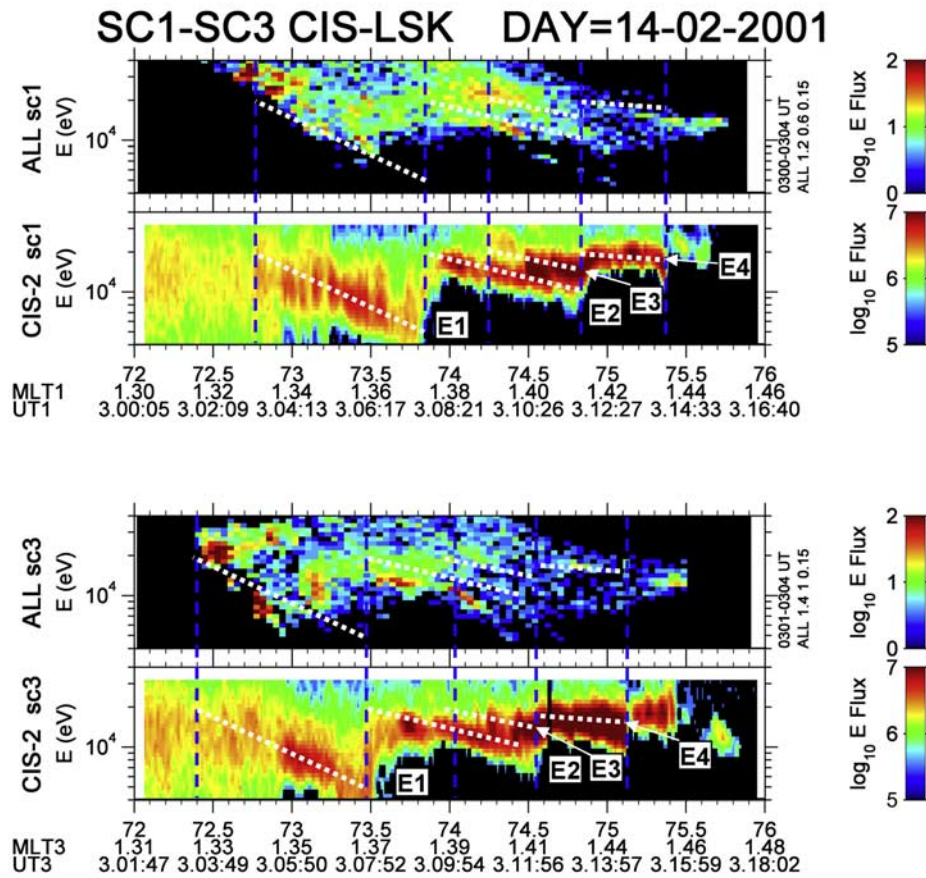 SC1-SC3 CIS-LSK DAY=14-02-2001
ALL sc1
E (eV)
10^4
0300-0304 UT
ALL 1.2 0.6 0.15
log10 E Flux
2
1
0
CIS-2 sc1
E (eV)
10^4
E1
E2
E3
E4
log10 E Flux
7
6
5
72 72.5 73 73.5 74 74.5 75 75.5 76
MLT1 1.30 1.32 1.34 1.36 1.38 1.40 1.42 1.44 1.46
UT1 3.00:05 3.02:09 3.04:13 3.06:17 3.08:21 3.10:26 3.12:27 3.14:33 3.16:40
ALL sc3
E (eV)
10^4
0301-0304 UT
ALL 1.4 1 0.15
log10 E Flux
2
1
0
CIS-2 sc3
E (eV)
10^4
E1
E2
E3
E4
log10 E Flux
7
6
5
72 72.5 73 73.5 74 74.5 75 75.5 76
MLT3 1.31 1.33 1.35 1.37 1.39 1.41 1.44 1.46 1.48
UT3 3.01:47 3.03:49 3.05:50 3.07:52 3.09:54 3.11:56 3.13:57 3.15:59 3.18:02